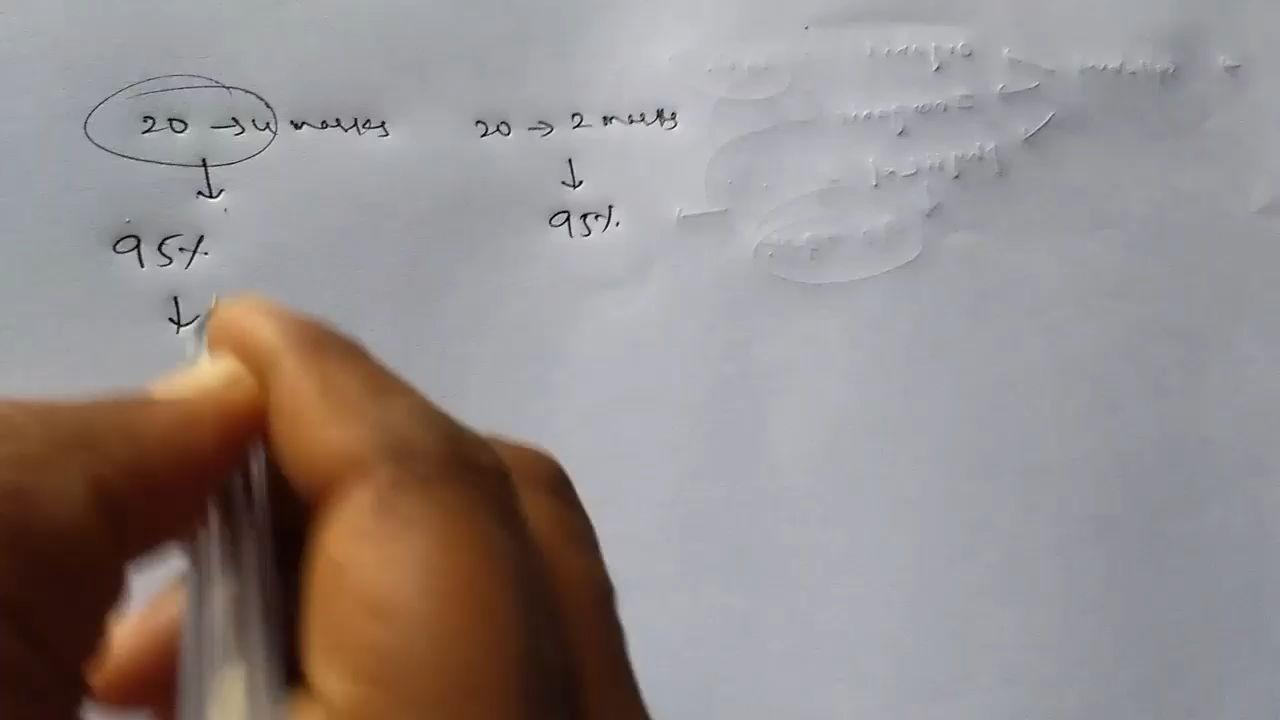 20 → 4 marks 20 → 2 marks
↓ ↓
95% 95%
↓